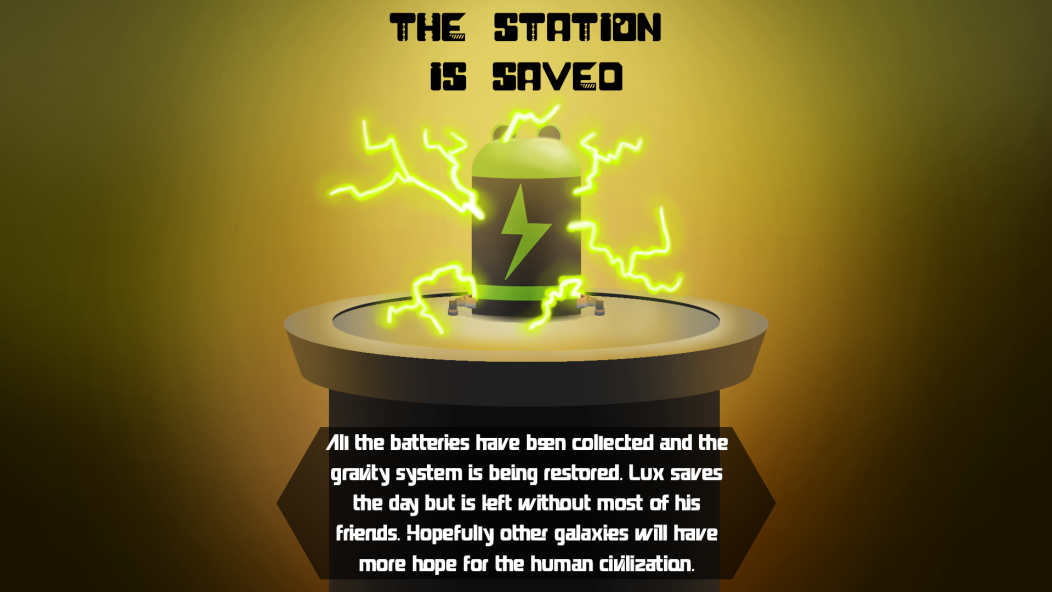 THE STATION
IS SAVED
All the batteries have been collected and the
gravity system is being restored. Lux saves
the day but is left without most of his
friends. Hopefully other galaxies will have
more hope for the human civilization.